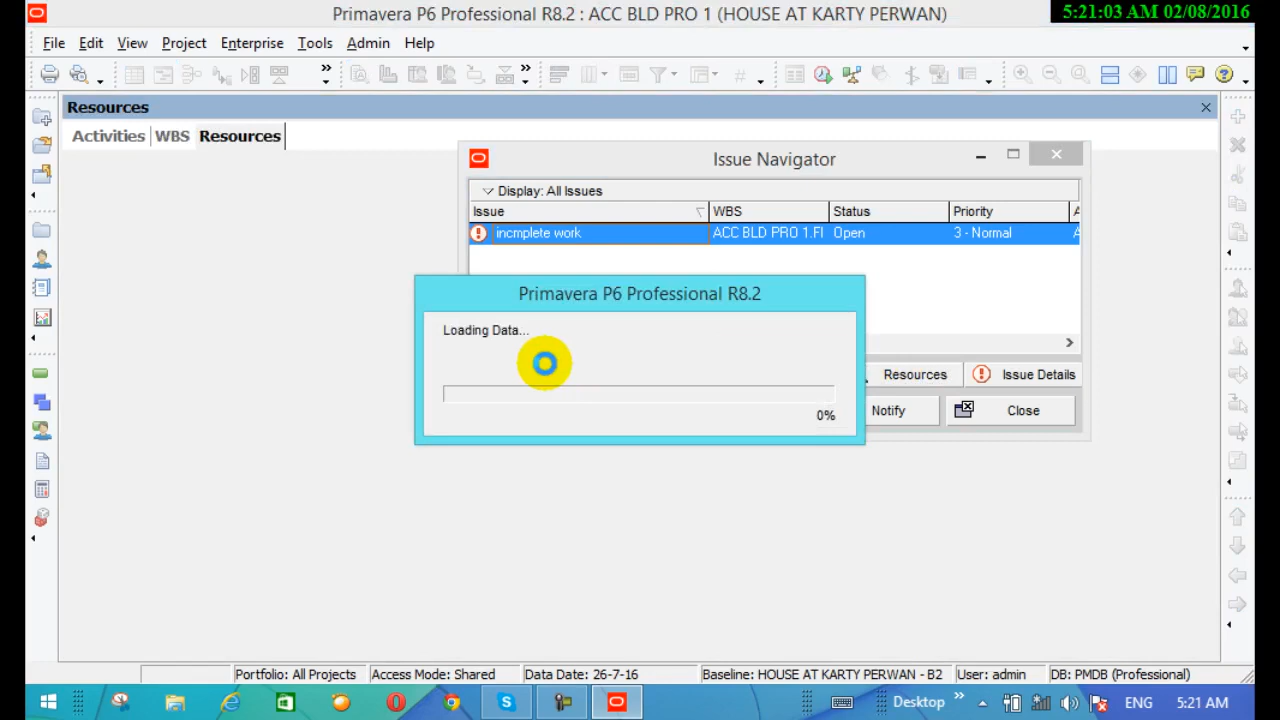 Primavera P6 Professional R8.2 : ACC BLD PRO 1 (HOUSE AT KARTY PERWAN)
5:21:03 AM 02/08/2016
File Edit View Project Enterprise Tools Admin Help
Resources
Activities WBS Resources
Issue Navigator
Display: All Issues
Issue WBS Status Priority A
incmplete work ACC BLD PRO 1.FI Open 3 - Normal A
Primavera P6 Professional R8.2
Loading Data...
0%
Resources Issue Details
Notify Close
Portfolio: All Projects Access Mode: Shared Data Date: 26-7-16 Baseline: HOUSE AT KARTY PERWAN - B2 User: admin DB: PMDB (Professional)
Desktop ENG 5:21 AM